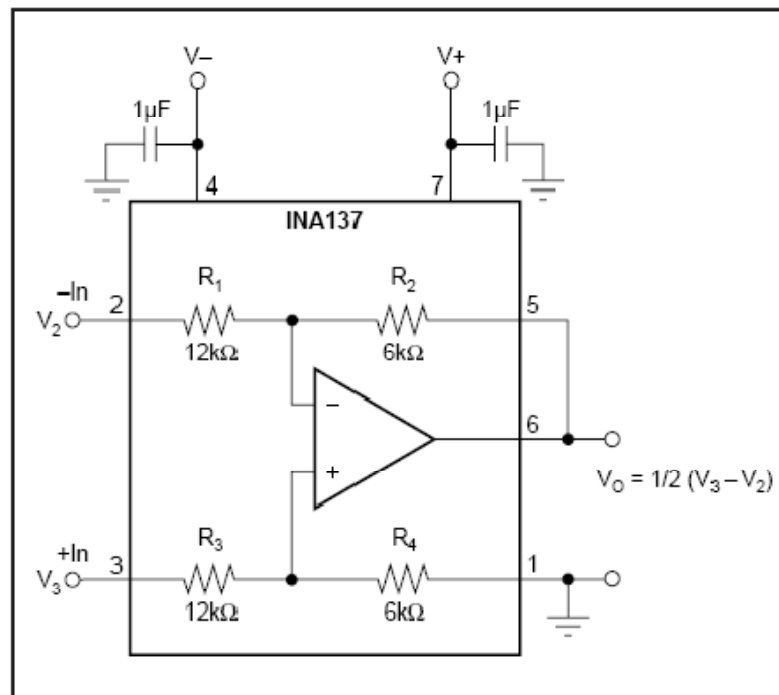 V– V+
1µF 1µF
4 7
INA137
–In R₁ R₂
2 5
V₂ 12kΩ 6kΩ
–
6
+
V₀ = 1/2 (V₃ – V₂)
+In R₃ R₄
3 1
V₃ 12kΩ 6kΩ